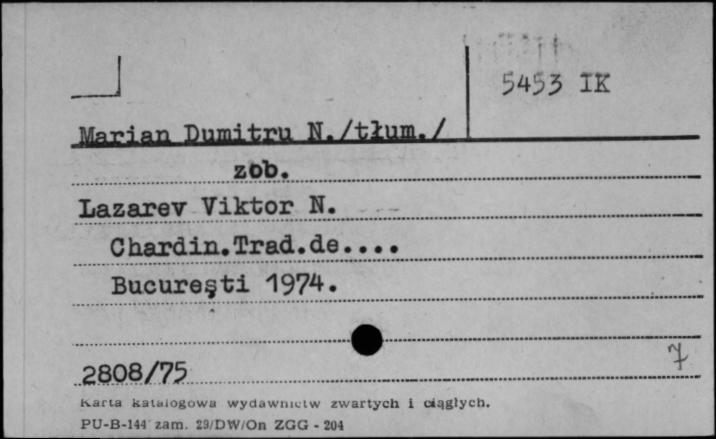 5453 IK
Marian Dumitru N./tłum./
zob.
Lazarev Viktor N.
Chardin.Trad.de....
Bucureşti 1974.
7
2808/75
Karta katalogowa wydawnictw zwartych i ciągłych.
PU-B-144 zam. 29/DW/On ZGG - 204